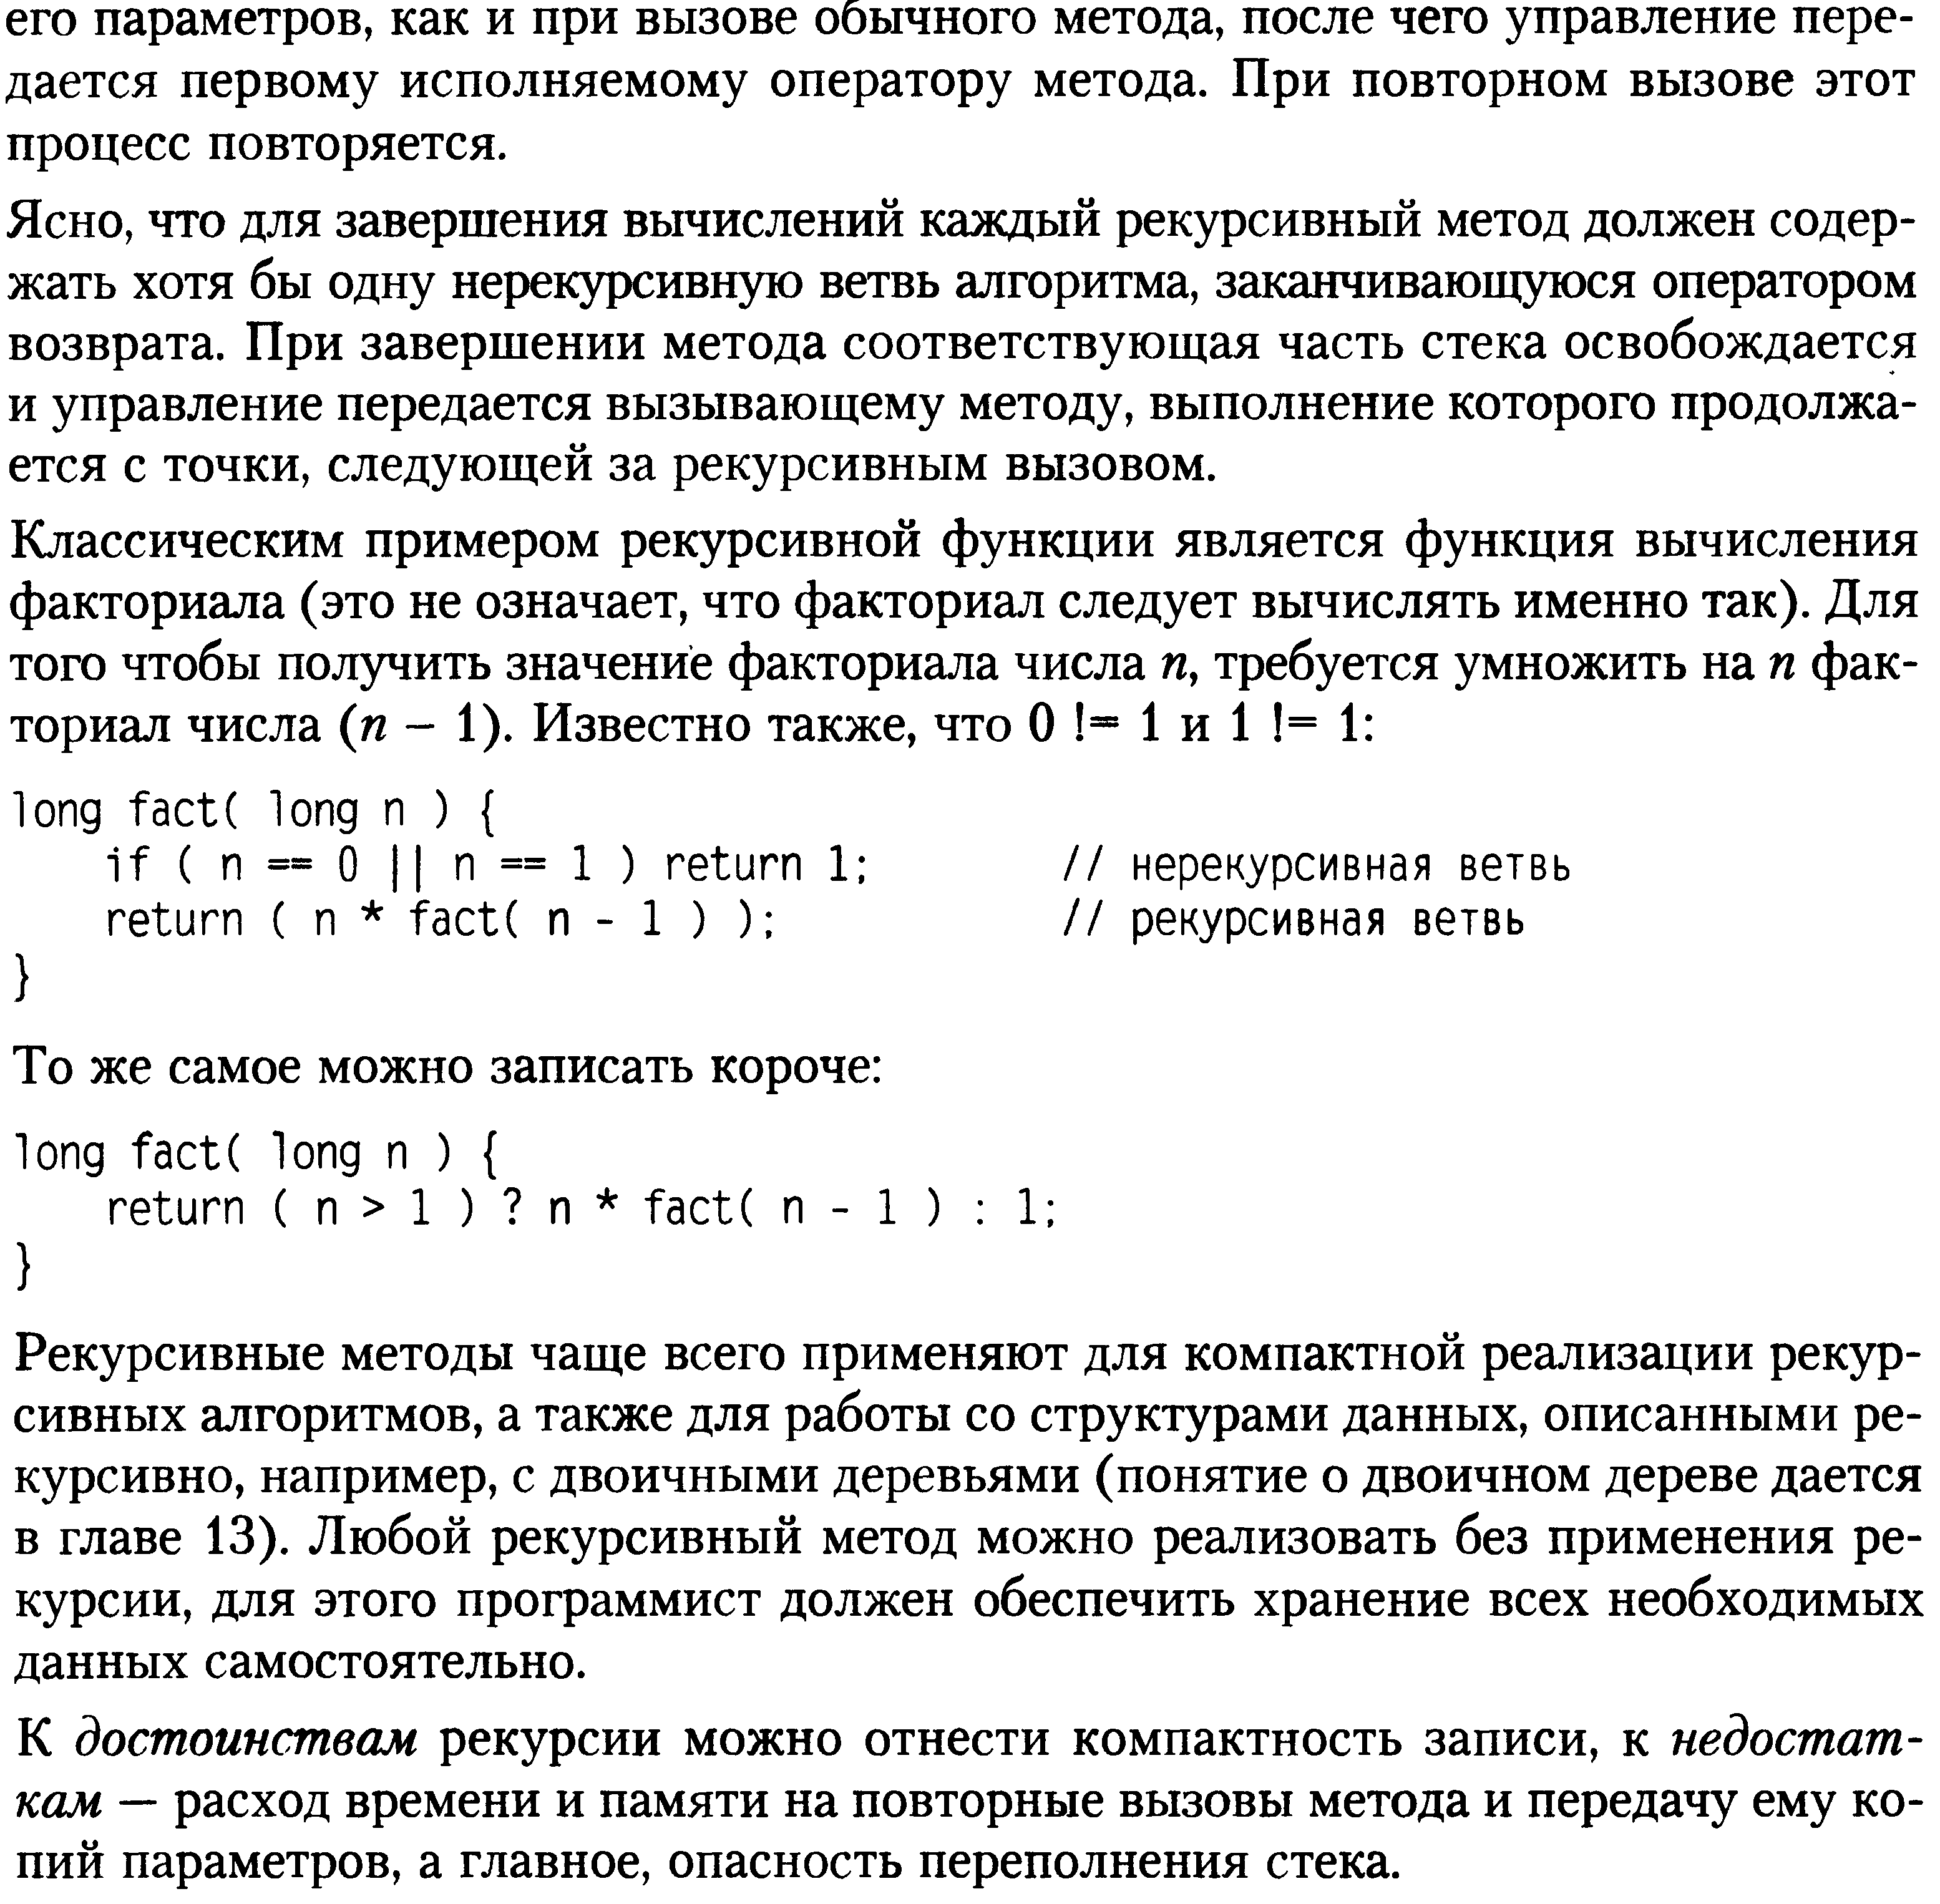 его параметров, как и при вызове обычного метода, после чего управление пере-
дается первому исполняемому оператору метода. При повторном вызове этот
процесс повторяется.
Ясно, что для завершения вычислений каждый рекурсивный метод должен содер-
жать хотя бы одну нерекурсивную ветвь алгоритма, заканчивающуюся оператором
возврата. При завершении метода соответствующая часть стека освобождается
и управление передается вызывающему методу, выполнение которого продолжа-
ется с точки, следующей за рекурсивным вызовом.
Классическим примером рекурсивной функции является функция вычисления
факториала (это не означает, что факториал следует вычислять именно так). Для
того чтобы получить значение факториала числа n, требуется умножить на n фак-
ториал числа (n – 1). Известно также, что 0 != 1 и 1 != 1:
long fact( long n ) {
    if ( n == 0 || n == 1 ) return 1;        // нерекурсивная ветвь
    return ( n * fact( n - 1 ) );            // рекурсивная ветвь
}
То же самое можно записать короче:
long fact( long n ) {
    return ( n > 1 ) ? n * fact( n - 1 ) : 1;
}
Рекурсивные методы чаще всего применяют для компактной реализации рекур-
сивных алгоритмов, а также для работы со структурами данных, описанными ре-
курсивно, например, с двоичными деревьями (понятие о двоичном дереве дается
в главе 13). Любой рекурсивный метод можно реализовать без применения ре-
курсии, для этого программист должен обеспечить хранение всех необходимых
данных самостоятельно.
К достоинствам рекурсии можно отнести компактность записи, к недостат-
кам — расход времени и памяти на повторные вызовы метода и передачу ему ко-
пий параметров, а главное, опасность переполнения стека.